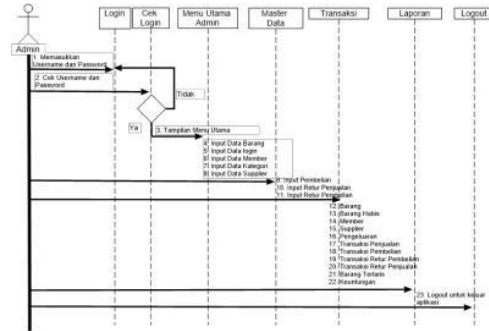 Login
Cek
Login
Menu Utama
Admin
Master
Data
Transaksi
Laporan
Logout
Admin
1. Memasukkan
Username dan Password
2. Cek Username dan
Password
Tidak
Ya
3. Tampilan Menu Utama
4. Input Data Barang
5. Input Data login
6. Input Data Member
7. Input Data Kategori
8. Input Data Supplier
9. Input Pembelian
10. Input Retur Penjualan
11. Input Retur Pembelian
12. Barang
13. Barang Habis
14. Member
15. Supplier
16. Pengeluaran
17. Transaksi Penjualan
18. Transaksi Pembelian
19. Transaksi Retur Pembelian
20. Transaksi Retur Penjualan
21. Barang Terlaris
22. Keuntungan
23. Logout untuk keluar
aplikasi